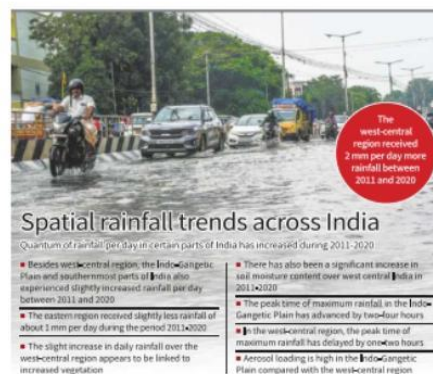 The
west-central
region received
2 mm per day more
rainfall between
2011 and 2020
Spatial rainfall trends across India
Quantum of rainfall per day in certain parts of India has increased during 2011-2020
Besides west-central region, the Indo-Gangetic
Plain and southernmost parts of India also
experienced slightly increased rainfall per day
between 2011 and 2020
The eastern region received slightly less rainfall of
about 1 mm per day during the period 2011-2020
The slight increase in daily rainfall over the
west-central region appears to be linked to
increased vegetation
There has also been a significant increase in
soil moisture content over west central India in
2011-2020
The peak time of maximum rainfall in the Indo-
Gangetic Plain has advanced by two-four hours
In the west-central region, the peak time of
maximum rainfall has delayed by one-two hours
Aerosol loading is high in the Indo-Gangetic
Plain compared with the west-central region